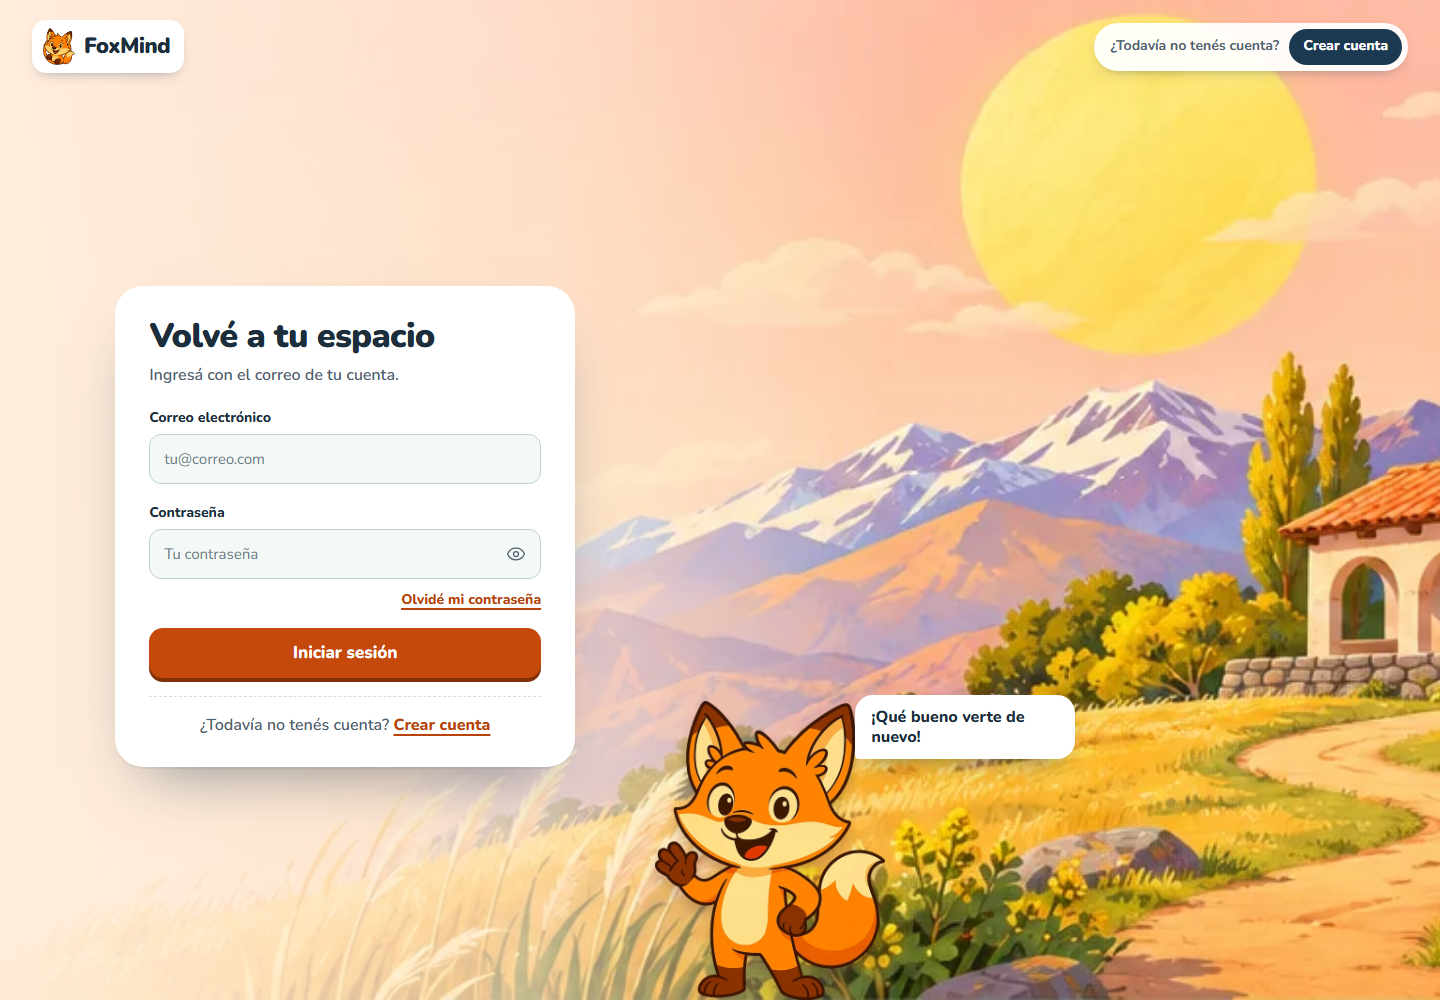 FoxMind
¿Todavía no tenés cuenta? Crear cuenta
Volvé a tu espacio
Ingresá con el correo de tu cuenta.
Correo electrónico
tu@correo.com
Contraseña
Tu contraseña
Olvidé mi contraseña
Iniciar sesión
¿Todavía no tenés cuenta? Crear cuenta
¡Qué bueno verte de
nuevo!